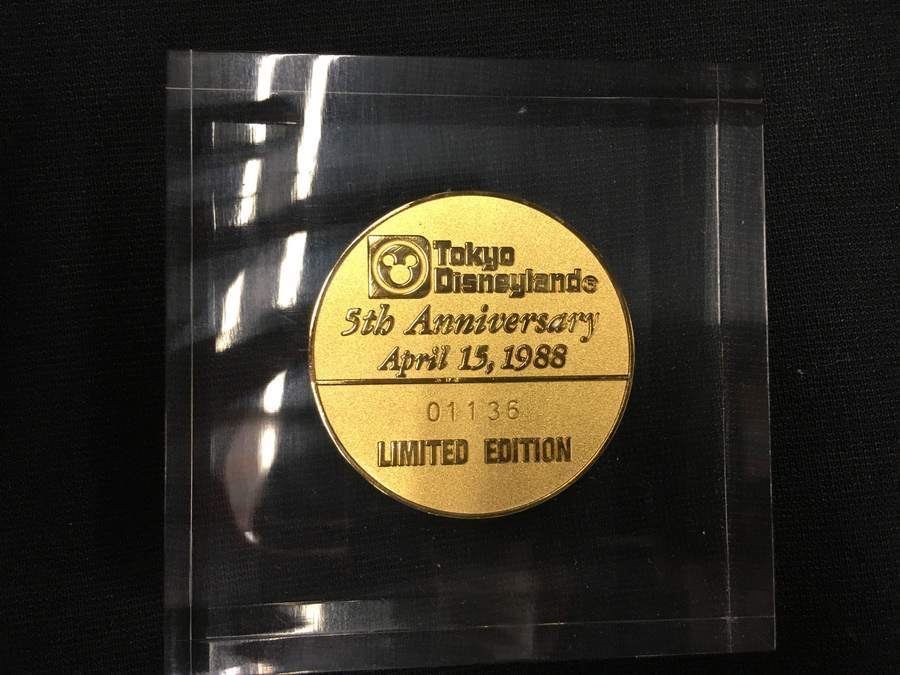 Tokyo
Disneyland®
5th Anniversary
April 15, 1988
01136
LIMITED EDITION